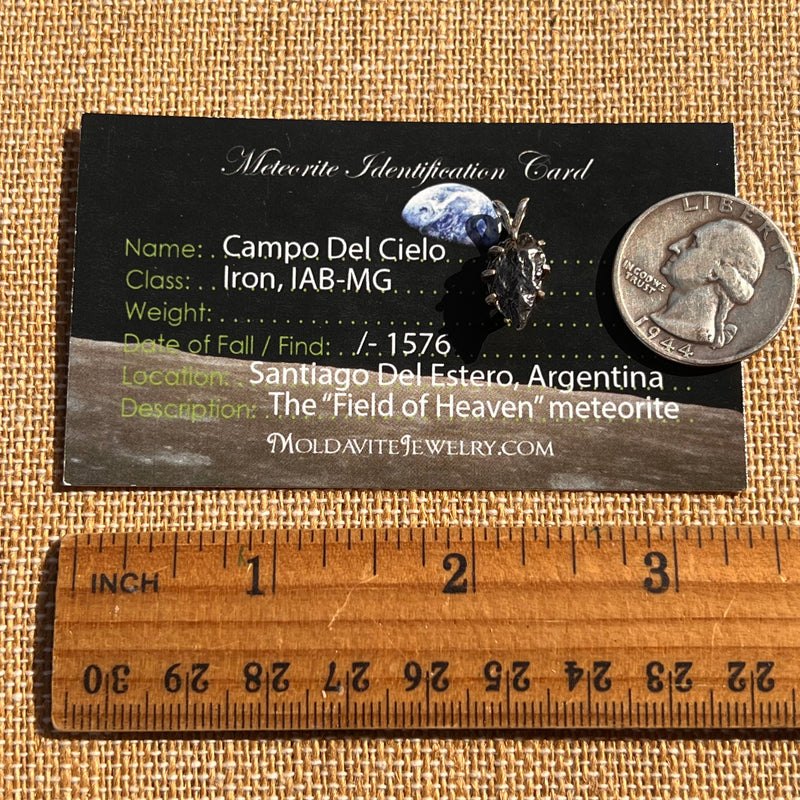 Meteorite Identification Card
Name: Campo Del Cielo
Class: Iron, IAB-MG
Weight:
Date of Fall / Find: /- 1576
Location: Santiago Del Estero, Argentina
Description: The "Field of Heaven" meteorite
MOLDAVITEJEWELRY.COM
LIBERTY
IN GOD WE
TRUST
1944
INCH 1 2 3
30 29 28 27 26 25 24 23 22